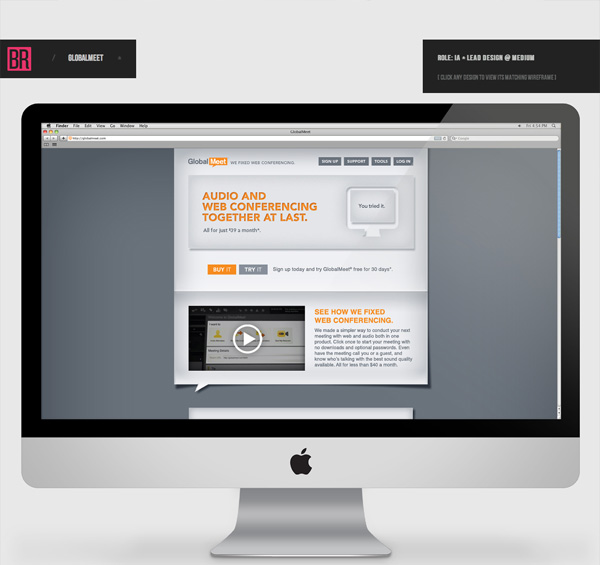 BR / GLOBALMEET +
ROLE: IA + LEAD DESIGN @ MEDIUM
( CLICK ANY DESIGN TO VIEW ITS MATCHING WIREFRAME )
Finder File Edit View Go Window Help
Fri 4:14 PM
GlobalMeet
http://globalmeet.com
Google
GlobalMeet WE FIXED WEB CONFERENCING.
SIGN UP SUPPORT TOOLS LOG IN
AUDIO AND
WEB CONFERENCING
TOGETHER AT LAST.
All for just $39 a month*.
You tried it.
BUY IT TRY IT Sign up today and try GlobalMeet® free for 30 days*.
SEE HOW WE FIXED
WEB CONFERENCING.
We made a simpler way to conduct your next
meeting with web and audio both in one
product. Click once to start your meeting with
no downloads and optional passwords. Even
have the meeting call you or a guest, and
know who's talking with the best sound quality
available. All for less than $40 a month.